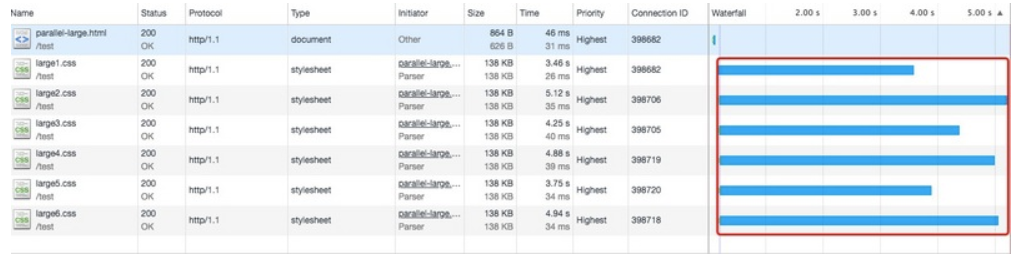 Name Status Protocol Type Initiator Size Time Priority Connection ID Waterfall 2.00 s 3.00 s 4.00 s 5.00 s ▲
parallel-large.html 200 http/1.1 document Other 864 B 46 ms Highest 398682
/test OK 626 B 31 ms
large1.css 200 http/1.1 stylesheet parallel-large.… 138 KB 3.46 s Highest 398682
/test OK Parser 138 KB 26 ms
large2.css 200 http/1.1 stylesheet parallel-large.… 138 KB 5.12 s Highest 398706
/test OK Parser 138 KB 35 ms
large3.css 200 http/1.1 stylesheet parallel-large.… 138 KB 4.25 s Highest 398705
/test OK Parser 138 KB 40 ms
large4.css 200 http/1.1 stylesheet parallel-large.… 138 KB 4.88 s Highest 398719
/test OK Parser 138 KB 39 ms
large5.css 200 http/1.1 stylesheet parallel-large.… 138 KB 3.75 s Highest 398720
/test OK Parser 138 KB 34 ms
large6.css 200 http/1.1 stylesheet parallel-large.… 138 KB 4.94 s Highest 398718
/test OK Parser 138 KB 34 ms